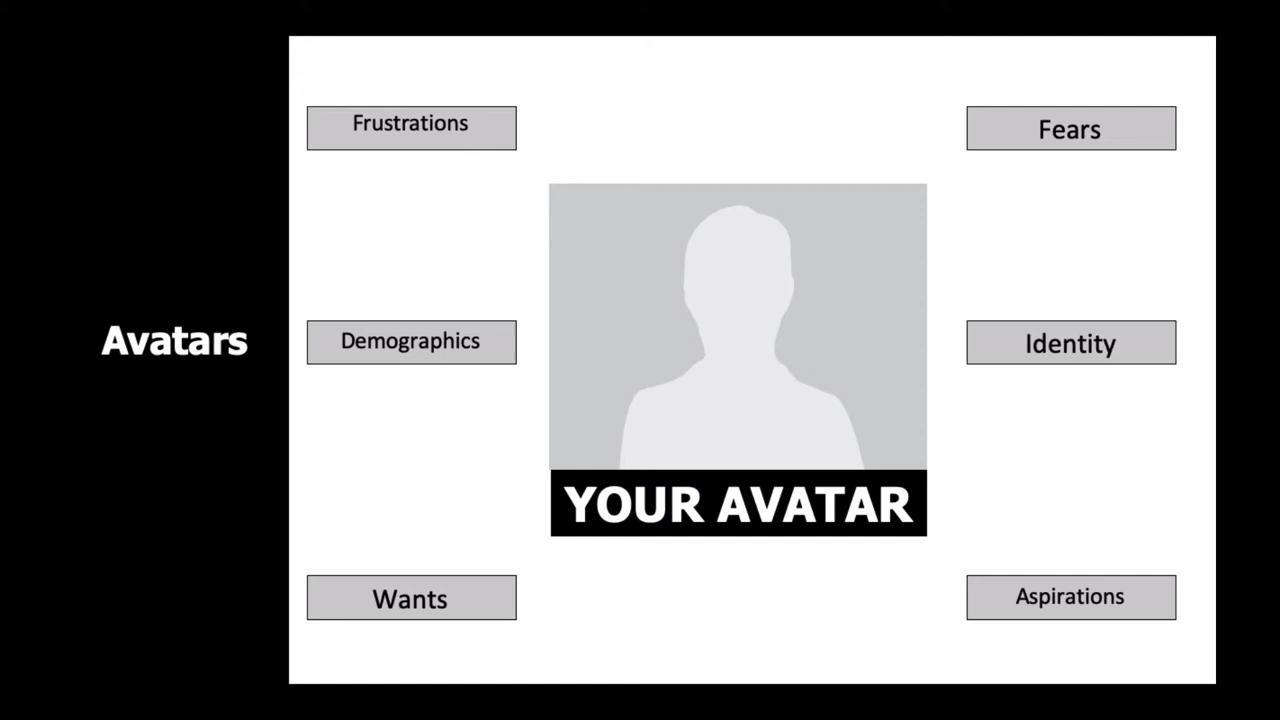 Frustrations
Fears
Avatars
Demographics
Identity
YOUR AVATAR
Wants
Aspirations